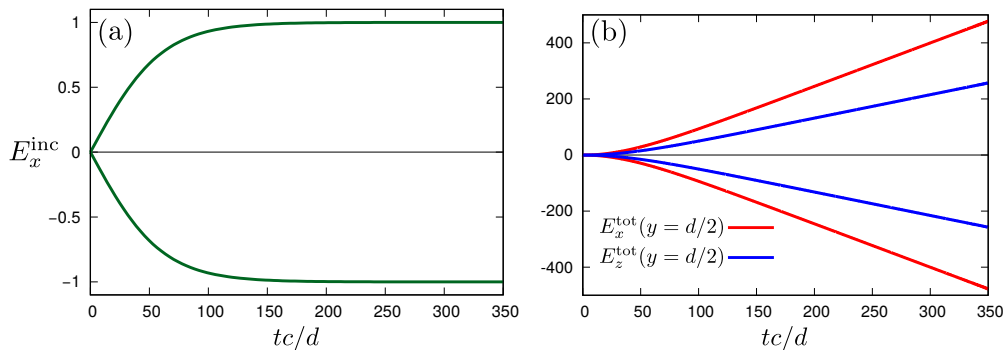 (a)
1
0.5
0
-0.5
-1
E_x^inc
0 50 100 150 200 250 300 350
tc/d
(b)
400
200
0
-200
-400
E_x^tot(y = d/2)
E_z^tot(y = d/2)
0 50 100 150 200 250 300 350
tc/d